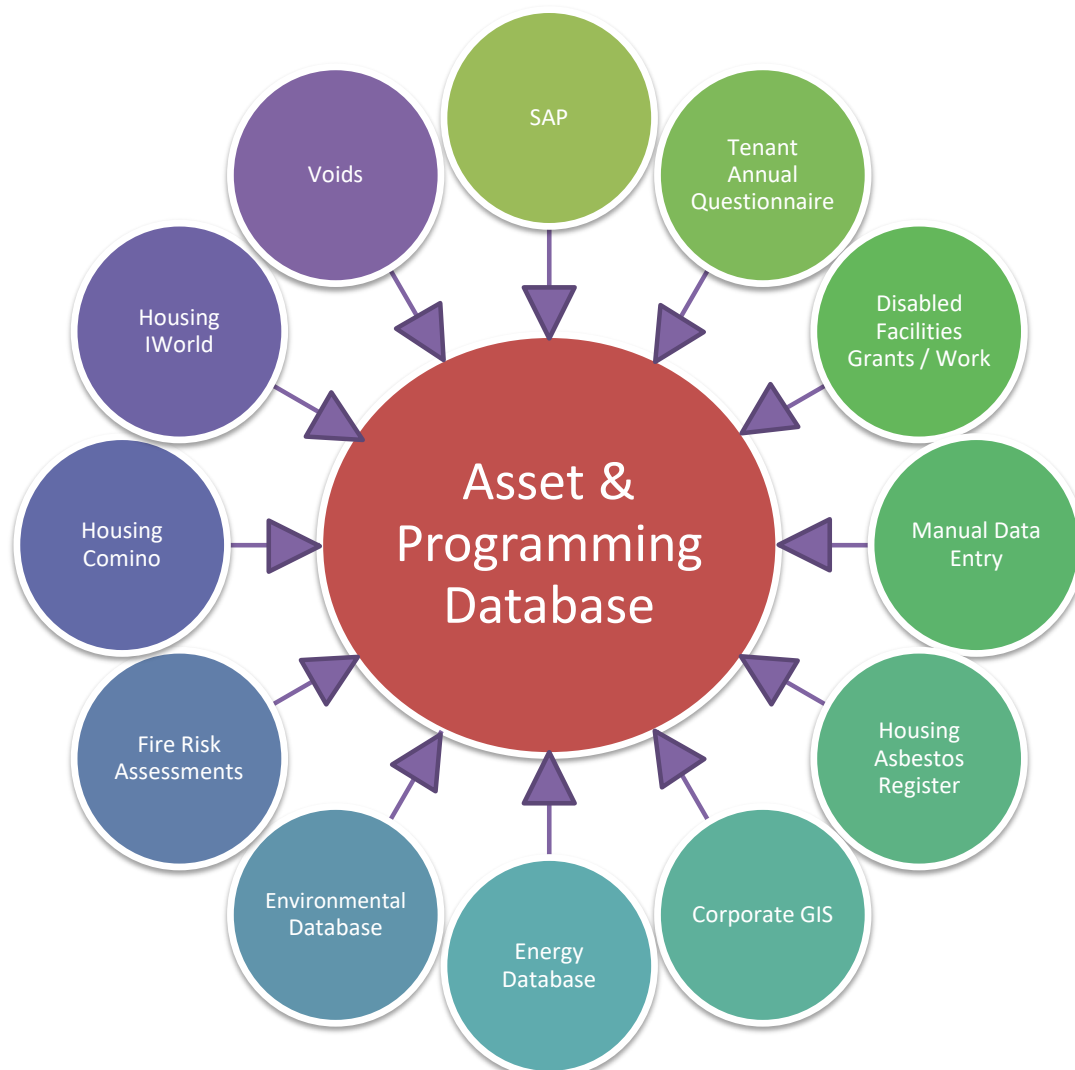 SAP
Tenant
Annual
Questionnaire
Disabled
Facilities
Grants / Work
Manual Data
Entry
Housing
Asbestos
Register
Corporate GIS
Energy
Database
Environmental
Database
Fire Risk
Assessments
Housing
Comino
Housing
IWorld
Voids
Asset &
Programming
Database